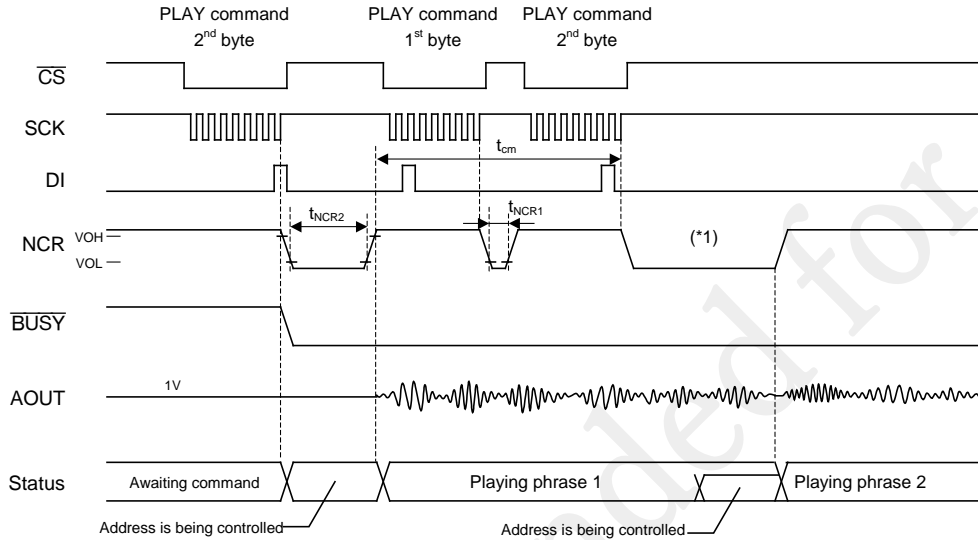 PLAY command
2nd byte
PLAY command
1st byte
PLAY command
2nd byte
CS
SCK
tcm
DI
tNCR2
tNCR1
NCR
VOH
VOL
(*1)
BUSY
1V
AOUT
Status
Awaiting command
Playing phrase 1
Playing phrase 2
Address is being controlled
Address is being controlled
nded for